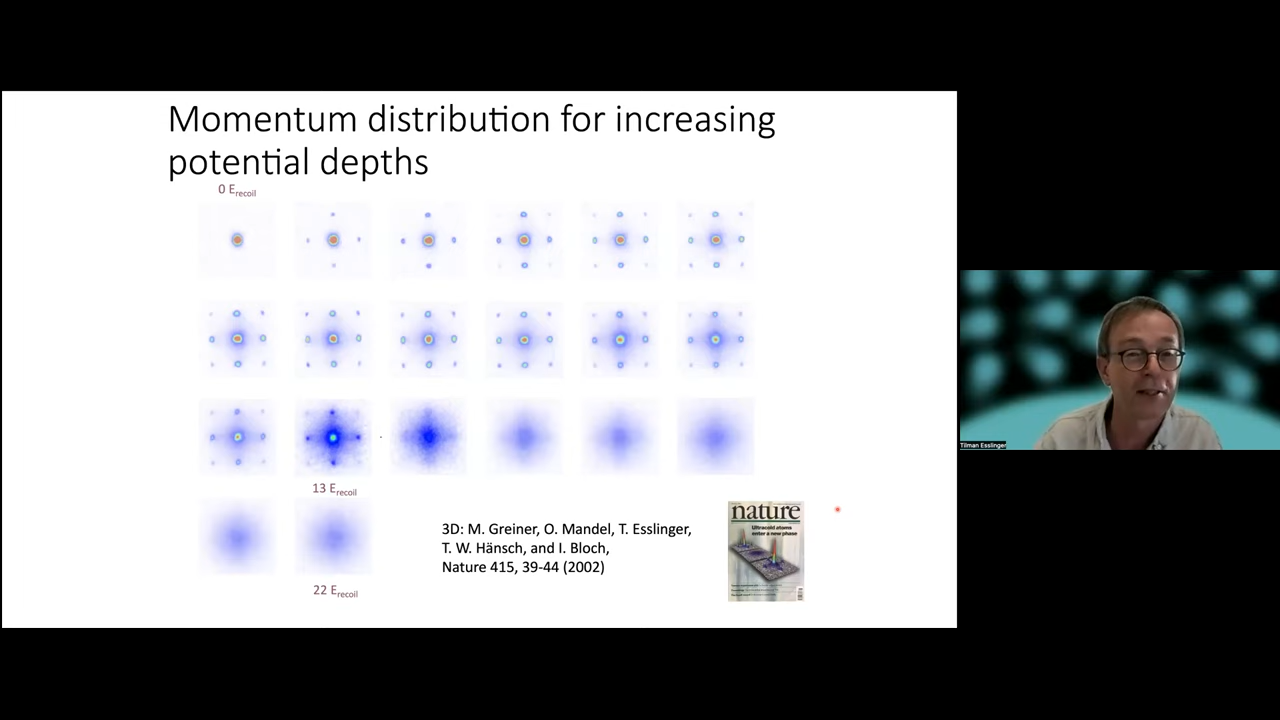 Momentum distribution for increasing
potential depths
0 Erecoil
13 Erecoil
22 Erecoil
3D: M. Greiner, O. Mandel, T. Esslinger,
T. W. Hänsch, and I. Bloch,
Nature 415, 39-44 (2002)
nature
Ultracold atoms
enter a new phase
Tilman Esslinger